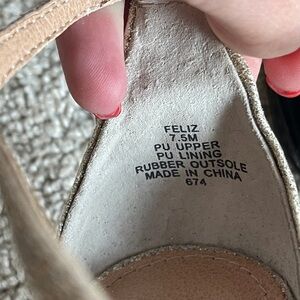 FELIZ
7.5M
PU UPPER
PU LINING
RUBBER OUTSOLE
MADE IN CHINA
674